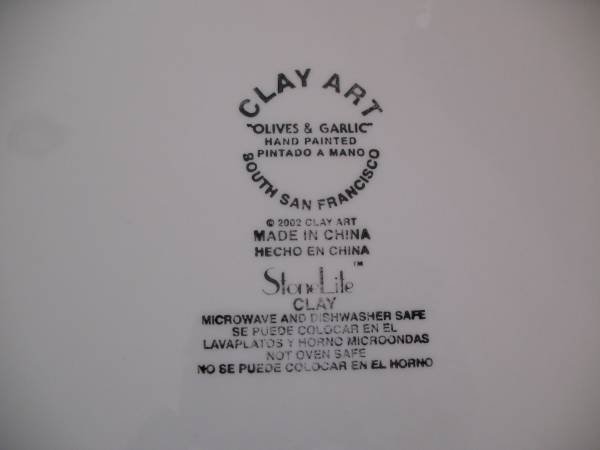 CLAY ART
"OLIVES & GARLIC"
HAND PAINTED
PINTADO A MANO
SOUTH SAN FRANCISCO
© 2002 CLAY ART
MADE IN CHINA
HECHO EN CHINA
StoneLite™
CLAY
MICROWAVE AND DISHWASHER SAFE
SE PUEDE COLOCAR EN EL
LAVAPLATOS Y HORNO MICROONDAS
NOT OVEN SAFE
NO SE PUEDE COLOCAR EN EL HORNO